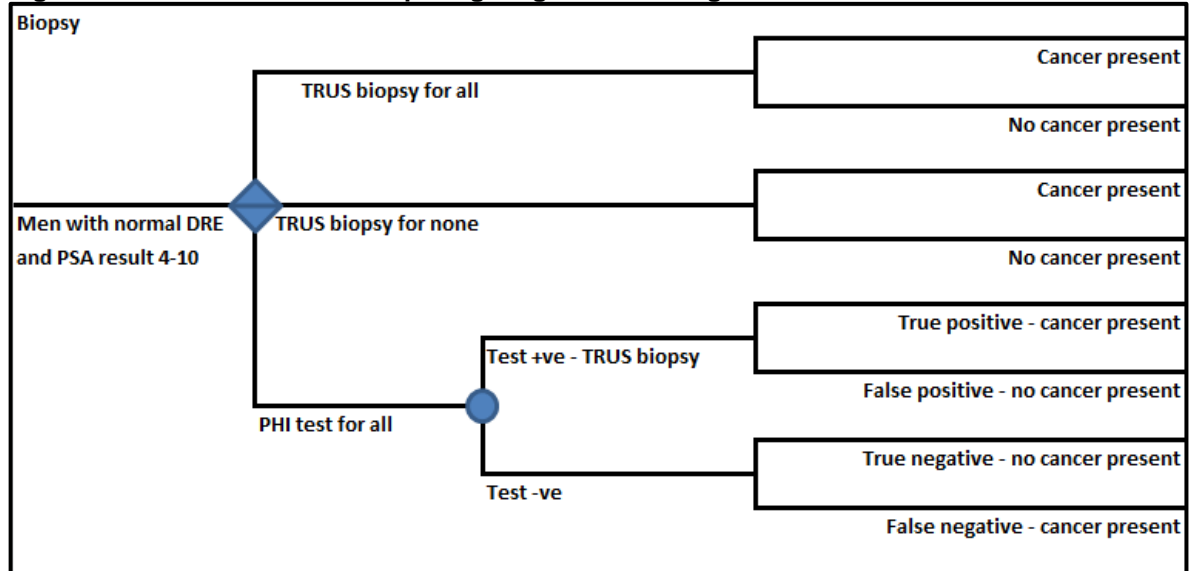 Biopsy
Cancer present
TRUS biopsy for all
No cancer present
Cancer present
Men with normal DRE
and PSA result 4-10
TRUS biopsy for none
No cancer present
True positive - cancer present
Test +ve - TRUS biopsy
False positive - no cancer present
PHI test for all
True negative - no cancer present
Test -ve
False negative - cancer present